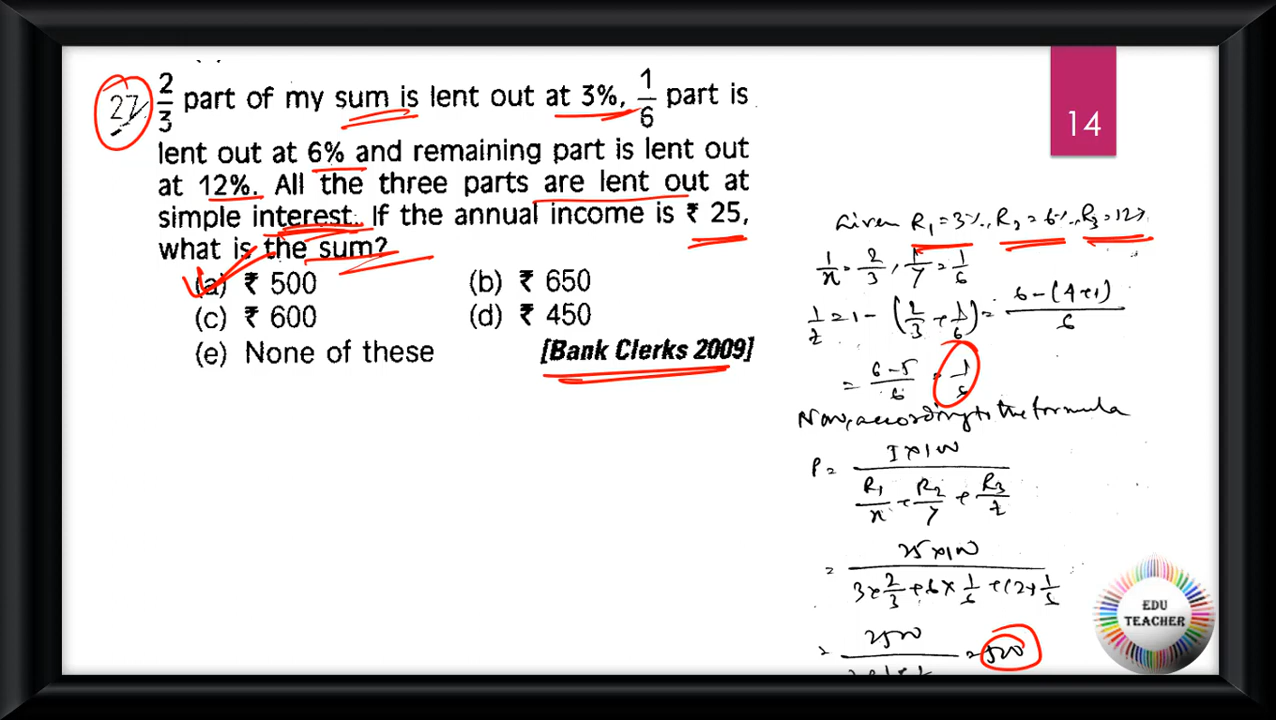 14
27 2/3 part of my sum is lent out at 3%, 1/6 part is
lent out at 6% and remaining part is lent out
at 12%. All the three parts are lent out at
simple interest. If the annual income is ₹ 25,
what is the sum?
(a) ₹ 500 (b) ₹ 650
(c) ₹ 600 (d) ₹ 450
(e) None of these [Bank Clerks 2009]
Given R₁=3%, R₂=6%, R₃=12%
1/x = 2/3, 1/y = 1/6
1/z = 1 - (2/3 + 1/6) = 6-(4+1)/6
= 6-5/6 = 1/6
Now, according to the formula
P = I×100 / R₁/x + R₂/y + R₃/z
= 25×100 / 3×2/3 + 6×1/6 + 12×1/6
= 2500 / = 500
EDU
TEACHER